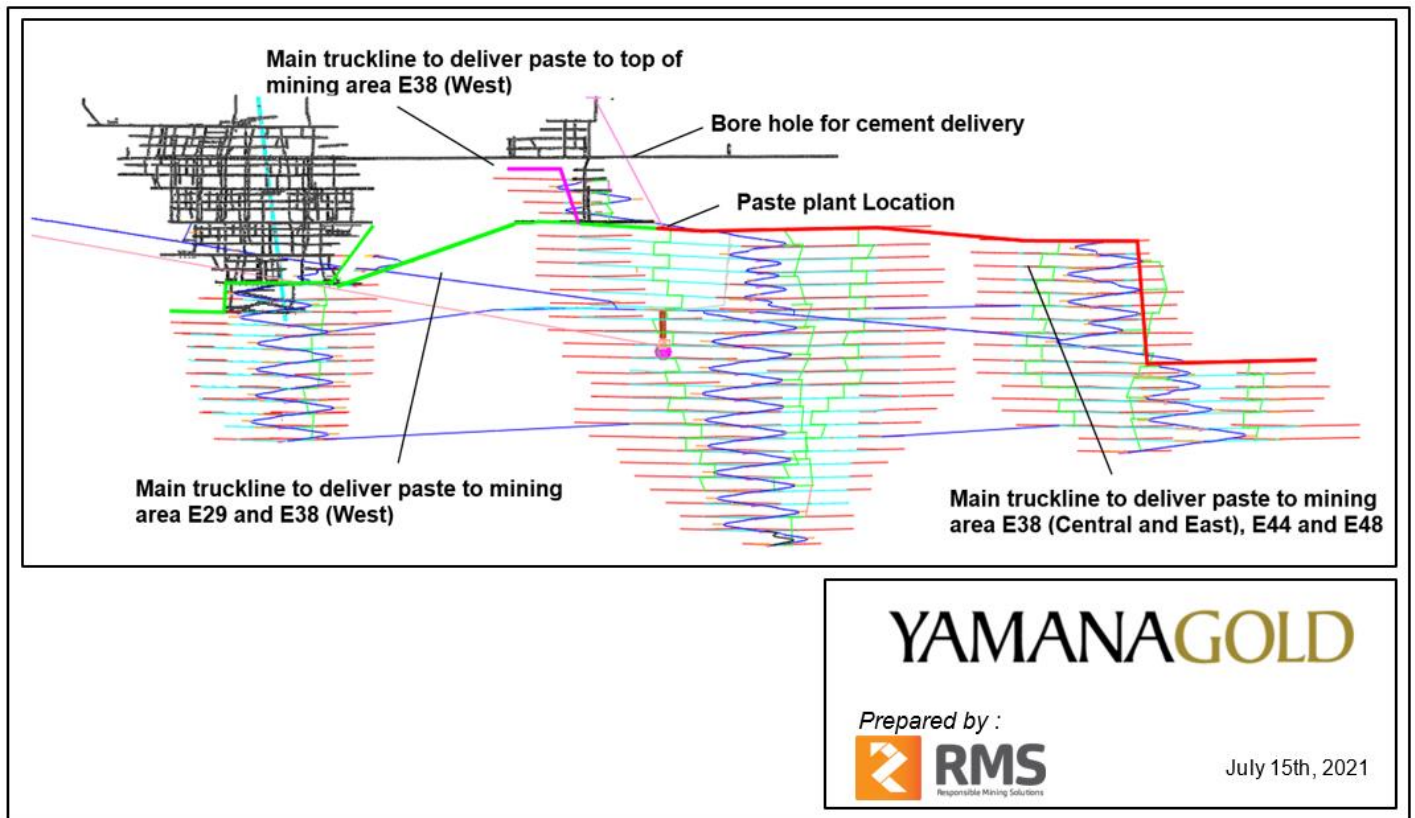 Main truckline to deliver paste to top of
mining area E38 (West)
Bore hole for cement delivery
Paste plant Location
Main truckline to deliver paste to mining
area E29 and E38 (West)
Main truckline to deliver paste to mining
area E38 (Central and East), E44 and E48
YAMANAGOLD
Prepared by :
RMS
Responsible Mining Solutions
July 15th, 2021